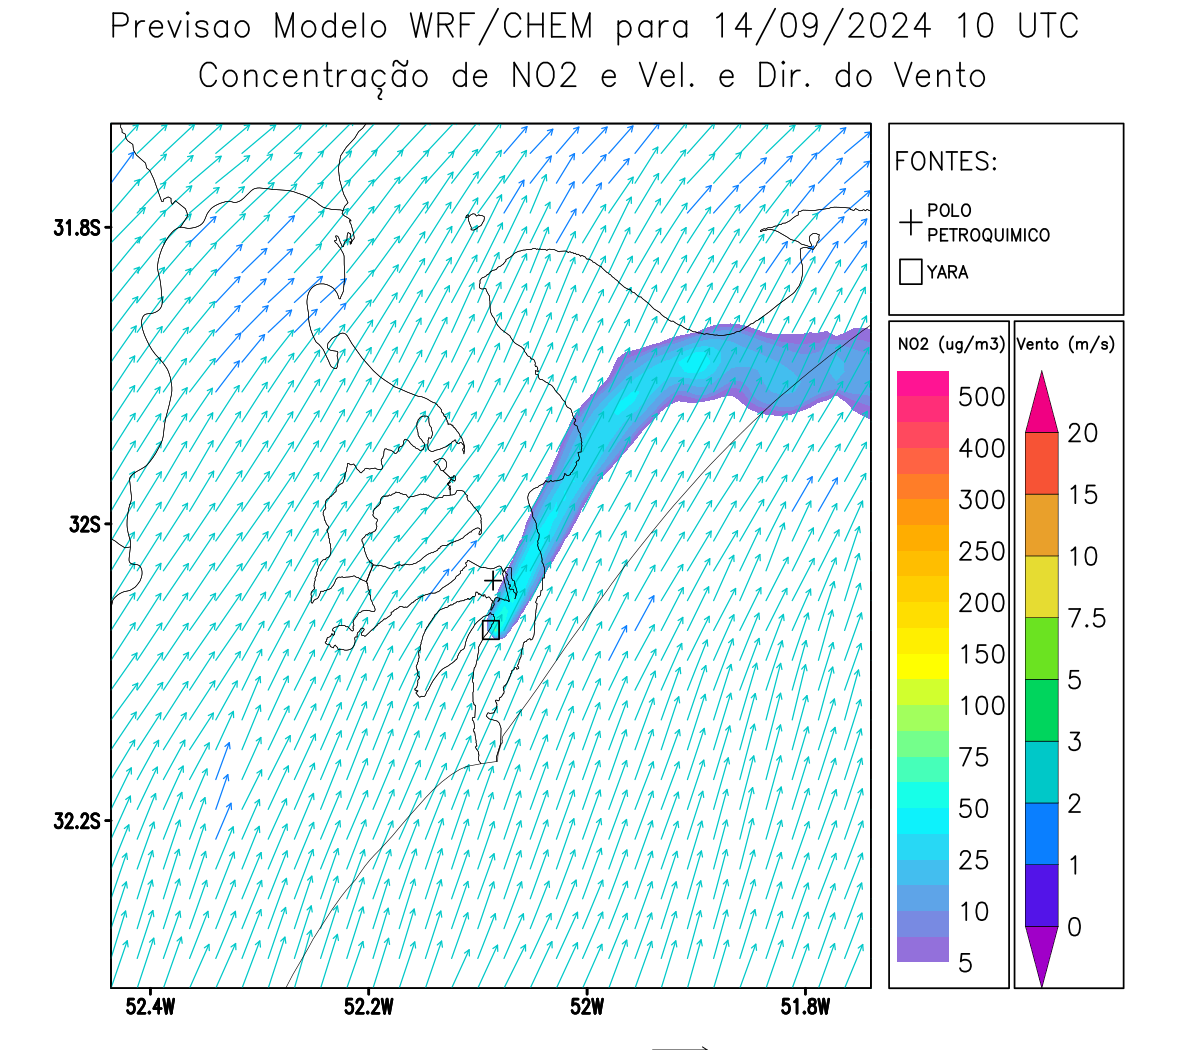 Previsao Modelo WRF/CHEM para 14/09/2024 10 UTC
Concentração de NO2 e Vel. e Dir. do Vento
FONTES:
POLO
PETROQUIMICO
YARA
31.8S
32S
32.2S
52.4W
52.2W
52W
51.8W
NO2 (ug/m3)
500
400
300
250
200
150
100
75
50
25
10
5
Vento (m/s)
20
15
10
7.5
5
3
2
1
0